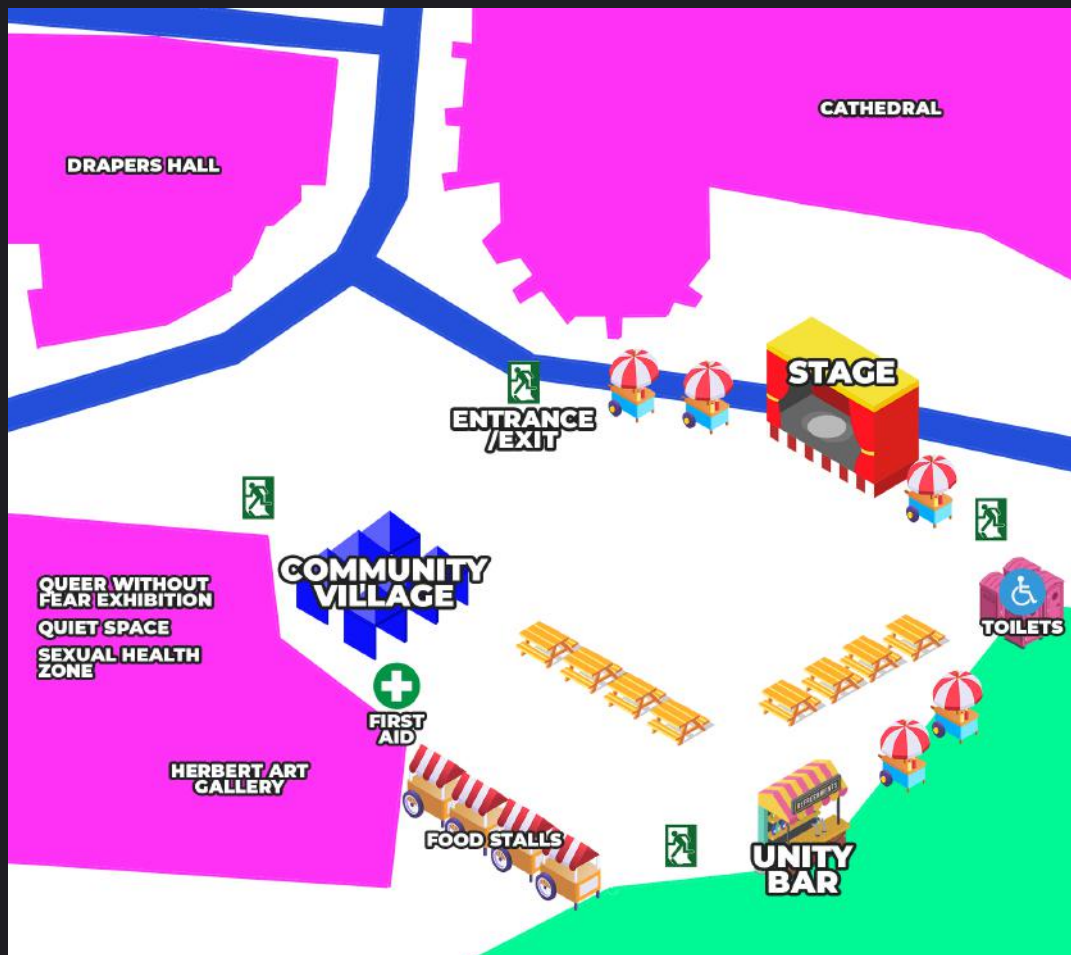 CATHEDRAL
DRAPERS HALL
STAGE
ENTRANCE
/EXIT
COMMUNITY
VILLAGE
QUEER WITHOUT
FEAR EXHIBITION
QUIET SPACE
SEXUAL HEALTH
ZONE
TOILETS
FIRST
AID
HERBERT ART
GALLERY
REFRESHMENTS
FOOD STALLS
UNITY
BAR